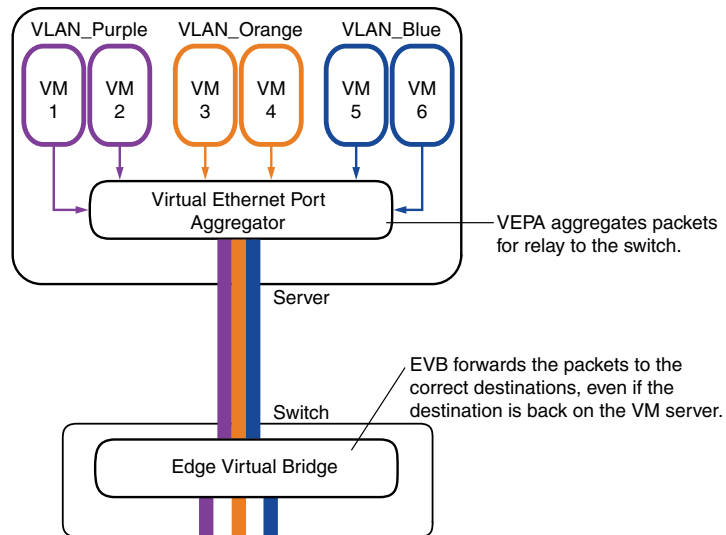 VLAN_Purple VLAN_Orange VLAN_Blue
VM 1
VM 2
VM 3
VM 4
VM 5
VM 6
Virtual Ethernet Port
Aggregator
VEPA aggregates packets
for relay to the switch.
Server
EVB forwards the packets to the
correct destinations, even if the
destination is back on the VM server.
Switch
Edge Virtual Bridge